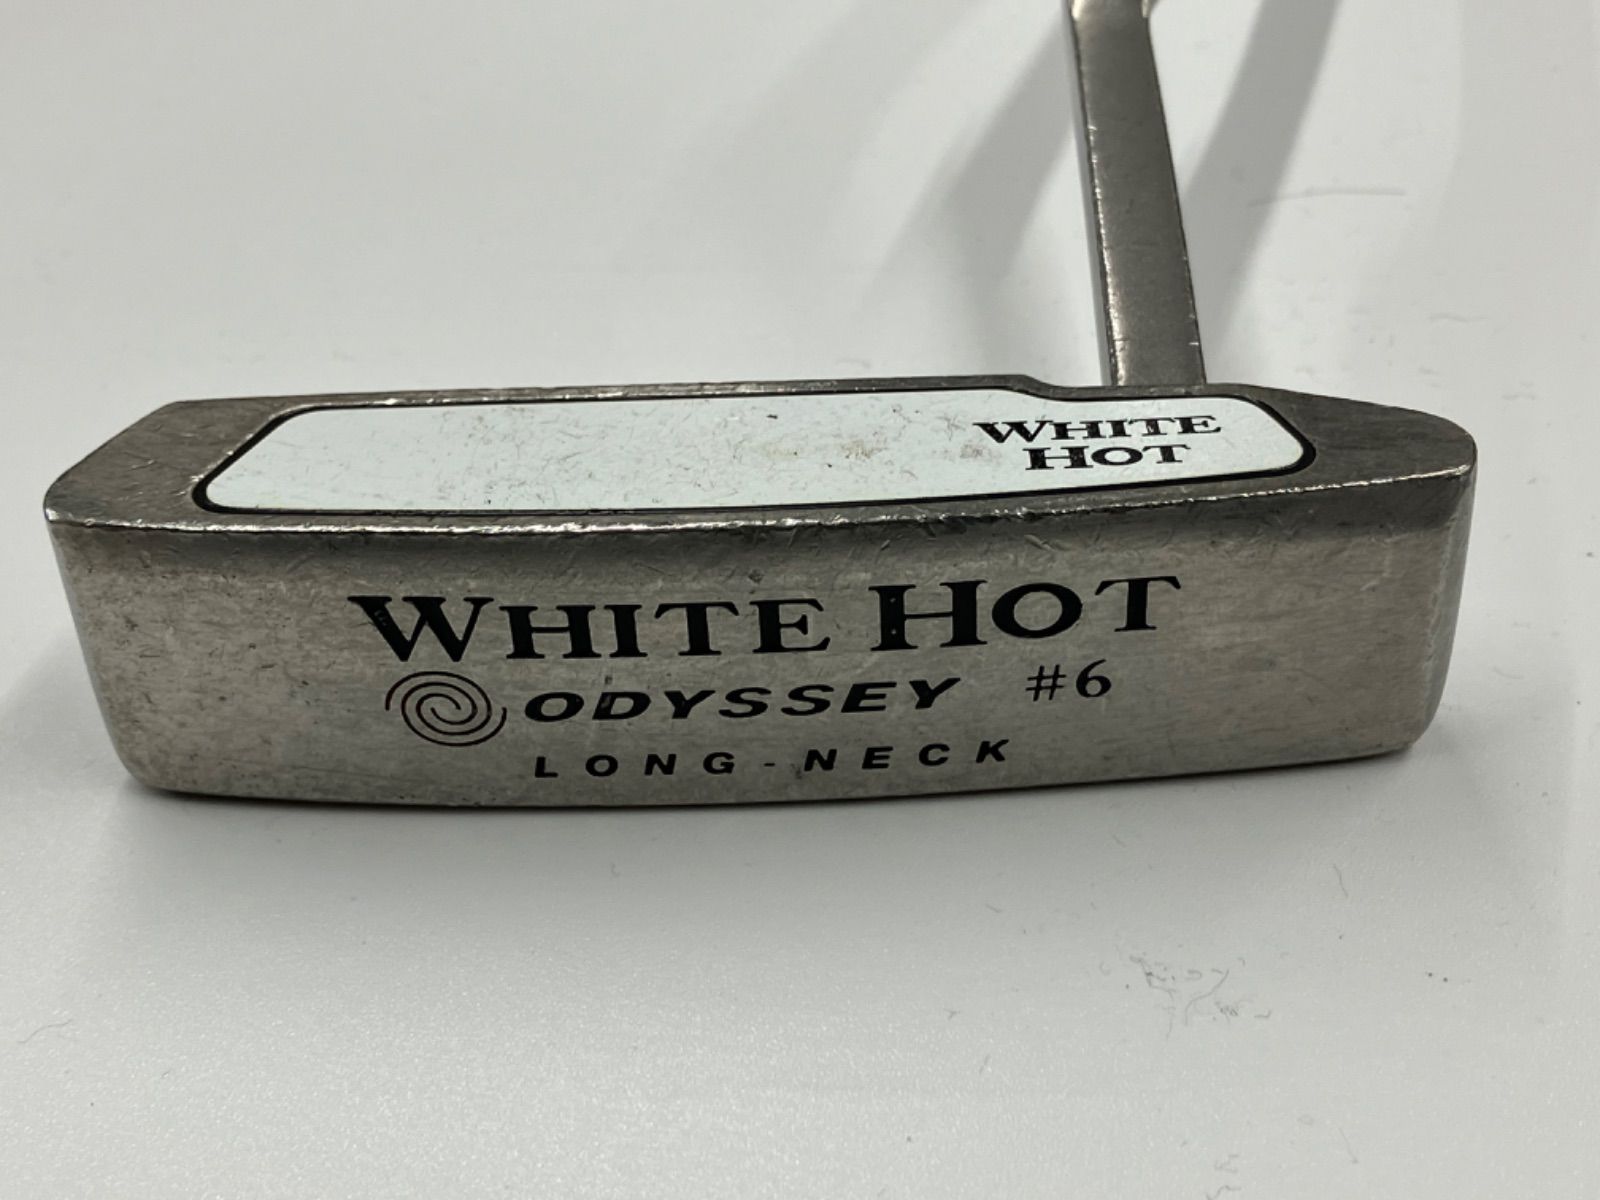 WHITE
HOT
WHITE HOT
ODYSSEY #6
LONG-NECK